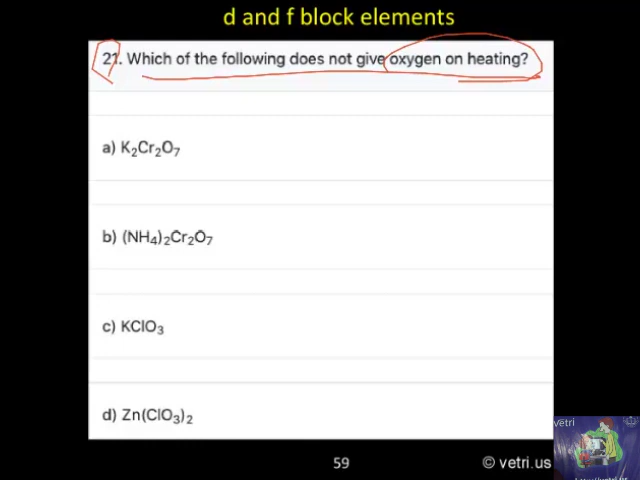 d and f block elements
21. Which of the following does not give oxygen on heating?
a) K₂Cr₂O₇
b) (NH₄)₂Cr₂O₇
c) KClO₃
d) Zn(ClO₃)₂
59
© vetri.us
vetri